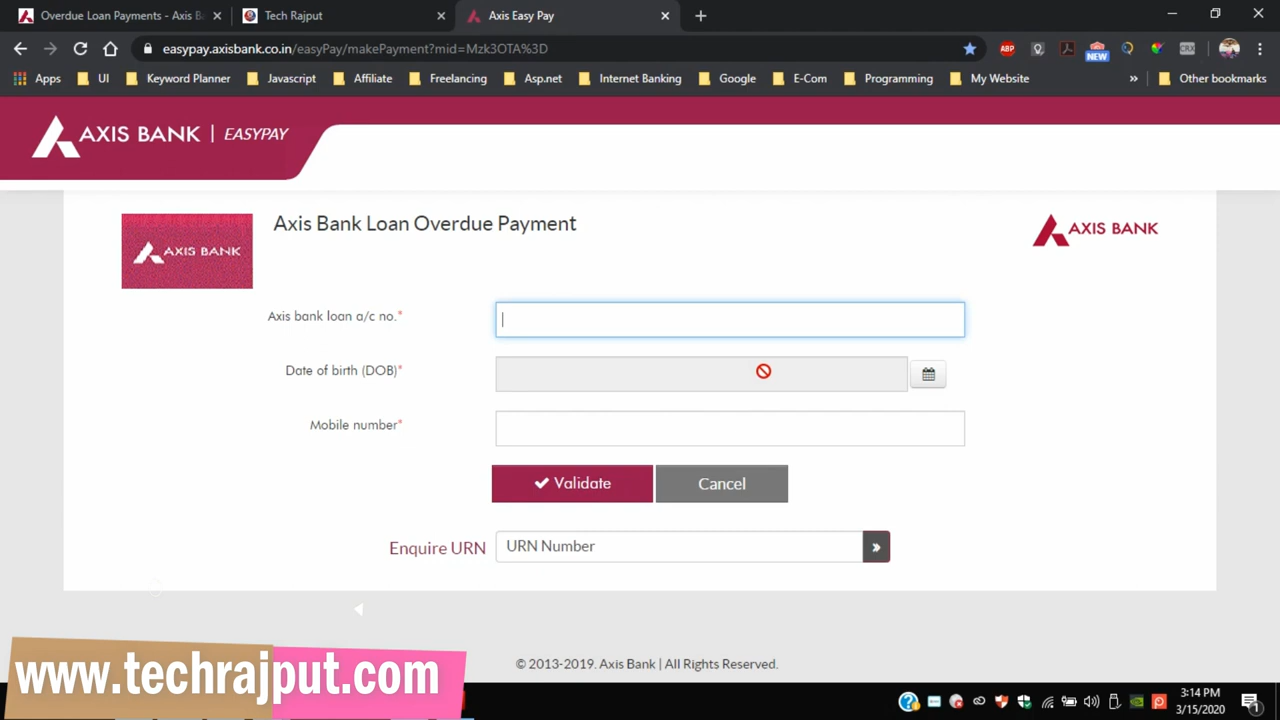 Overdue Loan Payments - Axis Ba
Tech Rajput
Axis Easy Pay
easypay.axisbank.co.in/easyPay/makePayment?mid=Mzk3OTA%3D
ABP
NEW
Apps
UI
Keyword Planner
Javascript
Affiliate
Freelancing
Asp.net
Internet Banking
Google
E-Com
Programming
My Website
»
Other bookmarks
AXIS BANK | EASYPAY
AXIS BANK
Axis Bank Loan Overdue Payment
AXIS BANK
Axis bank loan a/c no.*
Date of birth (DOB)*
Mobile number*
Validate
Cancel
Enquire URN
URN Number
»
© 2013-2019. Axis Bank | All Rights Reserved.
www.techrajput.com
3:14 PM
3/15/2020
1